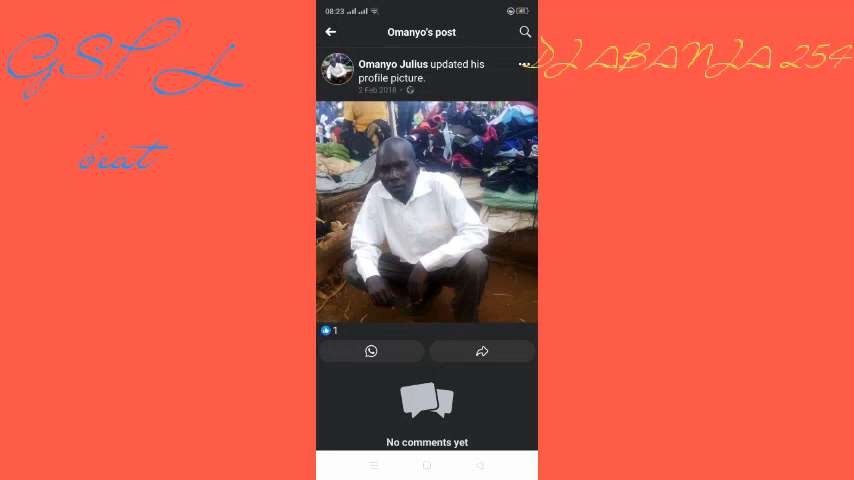 GSPL
beat
DJ ABANJA 254
08:23
Omanyo's post
Omanyo Julius updated his
profile picture.
2 Feb 2018
1
No comments yet